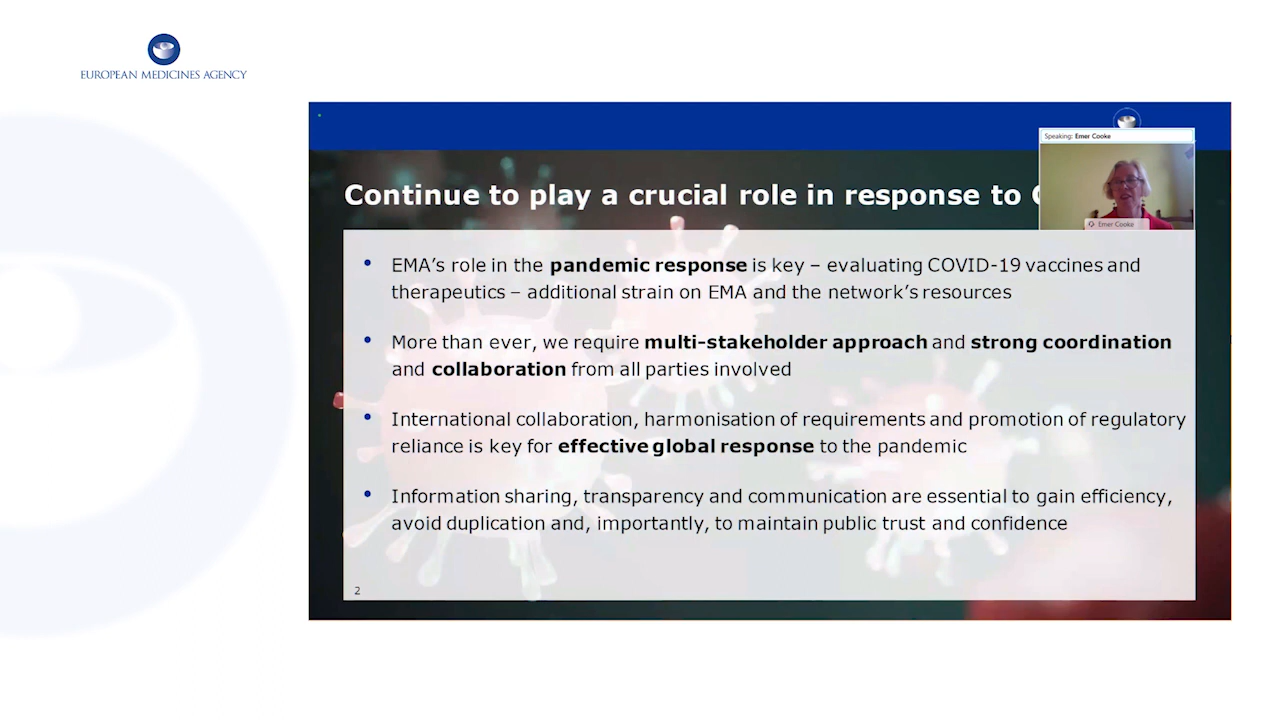 EUROPEAN MEDICINES AGENCY
Speaking: Emer Cooke
Continue to play a crucial role in response to
Emer Cooke
• EMA’s role in the pandemic response is key – evaluating COVID-19 vaccines and
therapeutics – additional strain on EMA and the network’s resources
• More than ever, we require multi-stakeholder approach and strong coordination
and collaboration from all parties involved
• International collaboration, harmonisation of requirements and promotion of regulatory
reliance is key for effective global response to the pandemic
• Information sharing, transparency and communication are essential to gain efficiency,
avoid duplication and, importantly, to maintain public trust and confidence
2